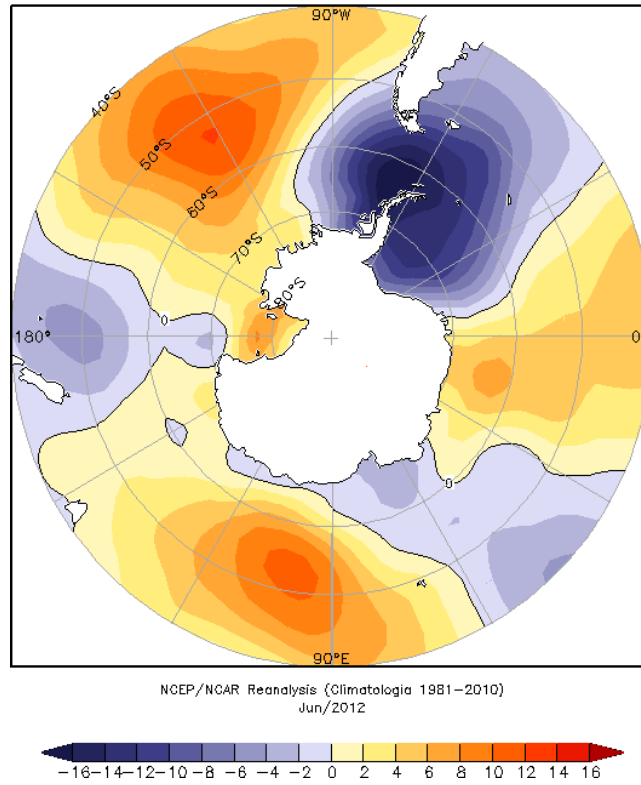 90°W
40°S
50°S
60°S
70°S
80°S
0
180°
0
0
90°E
NCEP/NCAR Reanalysis (Climatologia 1981-2010)
Jun/2012
-16 -14 -12 -10 -8 -6 -4 -2 0 2 4 6 8 10 12 14 16